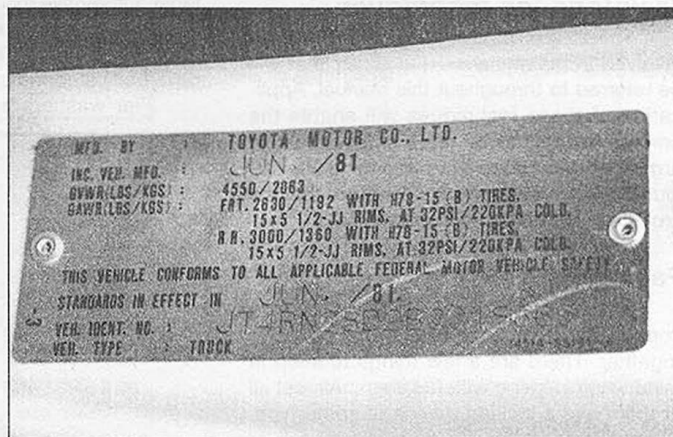 MFD. BY : TOYOTA MOTOR CO., LTD.
INC. VEH. MFD. : JUN. /81
GVWR(LBS/KGS) : 4550/2063
GAWR(LBS/KGS) : FRT. 2630/1192 WITH H78-15 (B) TIRES,
15x5 1/2-JJ RIMS, AT 32PSI/220KPA COLD.
RR. 3000/1360 WITH H78-15 (B) TIRES,
15x5 1/2-JJ RIMS, AT 32PSI/220KPA COLD.
THIS VEHICLE CONFORMS TO ALL APPLICABLE FEDERAL MOTOR VEHICLE SAFETY
STANDARDS IN EFFECT IN JUN. /81.
VEH. IDENT. NO. :
VEH. TYPE : TRUCK